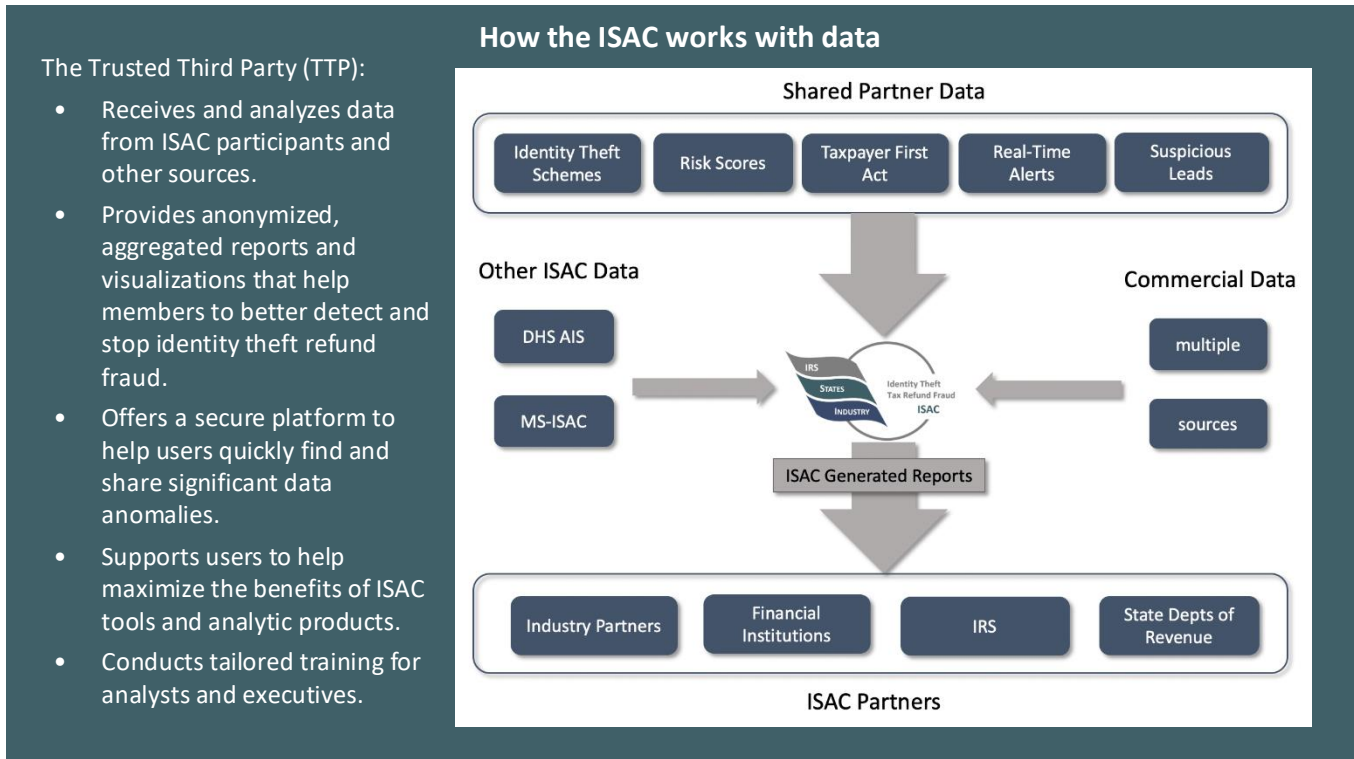 How the ISAC works with data
The Trusted Third Party (TTP):
• Receives and analyzes data
from ISAC participants and
other sources.
• Provides anonymized,
aggregated reports and
visualizations that help
members to better detect and
stop identity theft refund
fraud.
• Offers a secure platform to
help users quickly find and
share significant data
anomalies.
• Supports users to help
maximize the benefits of ISAC
tools and analytic products.
• Conducts tailored training for
analysts and executives.
Shared Partner Data
Identity Theft
Schemes
Risk Scores
Taxpayer First
Act
Real-Time
Alerts
Suspicious
Leads
Other ISAC Data
DHS AIS
MS-ISAC
Commercial Data
multiple
sources
IRS
STATES
INDUSTRY
Identity Theft
Tax Refund Fraud
ISAC
ISAC Generated Reports
Industry Partners
Financial
Institutions
IRS
State Depts of
Revenue
ISAC Partners